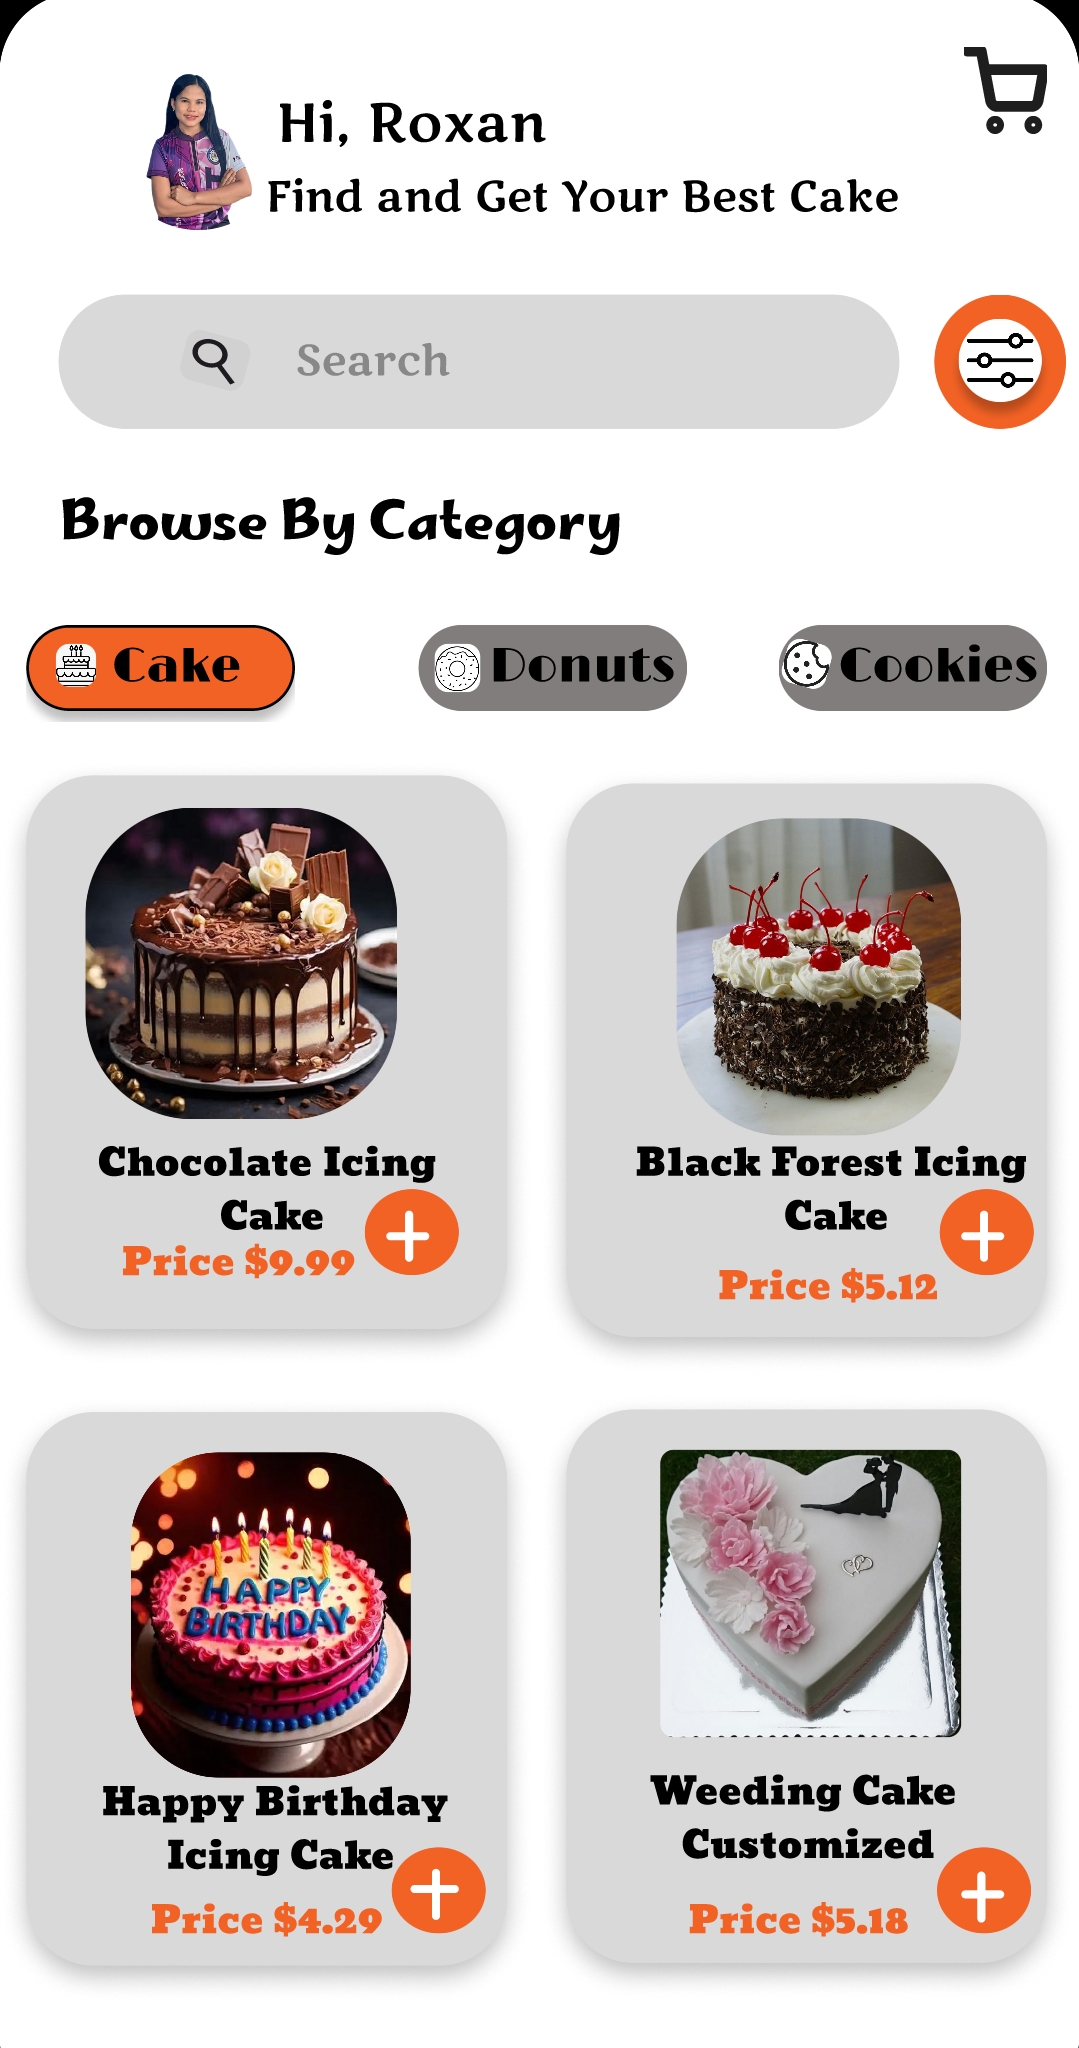 Hi, Roxan
Find and Get Your Best Cake
Search
Browse By Category
Cake
Donuts
Cookies
Chocolate Icing
Cake
Price $9.99
Black Forest Icing
Cake
Price $5.12
HAPPY
BIRTHDAY
Happy Birthday
Icing Cake
Price $4.29
Weeding Cake
Customized
Price $5.18